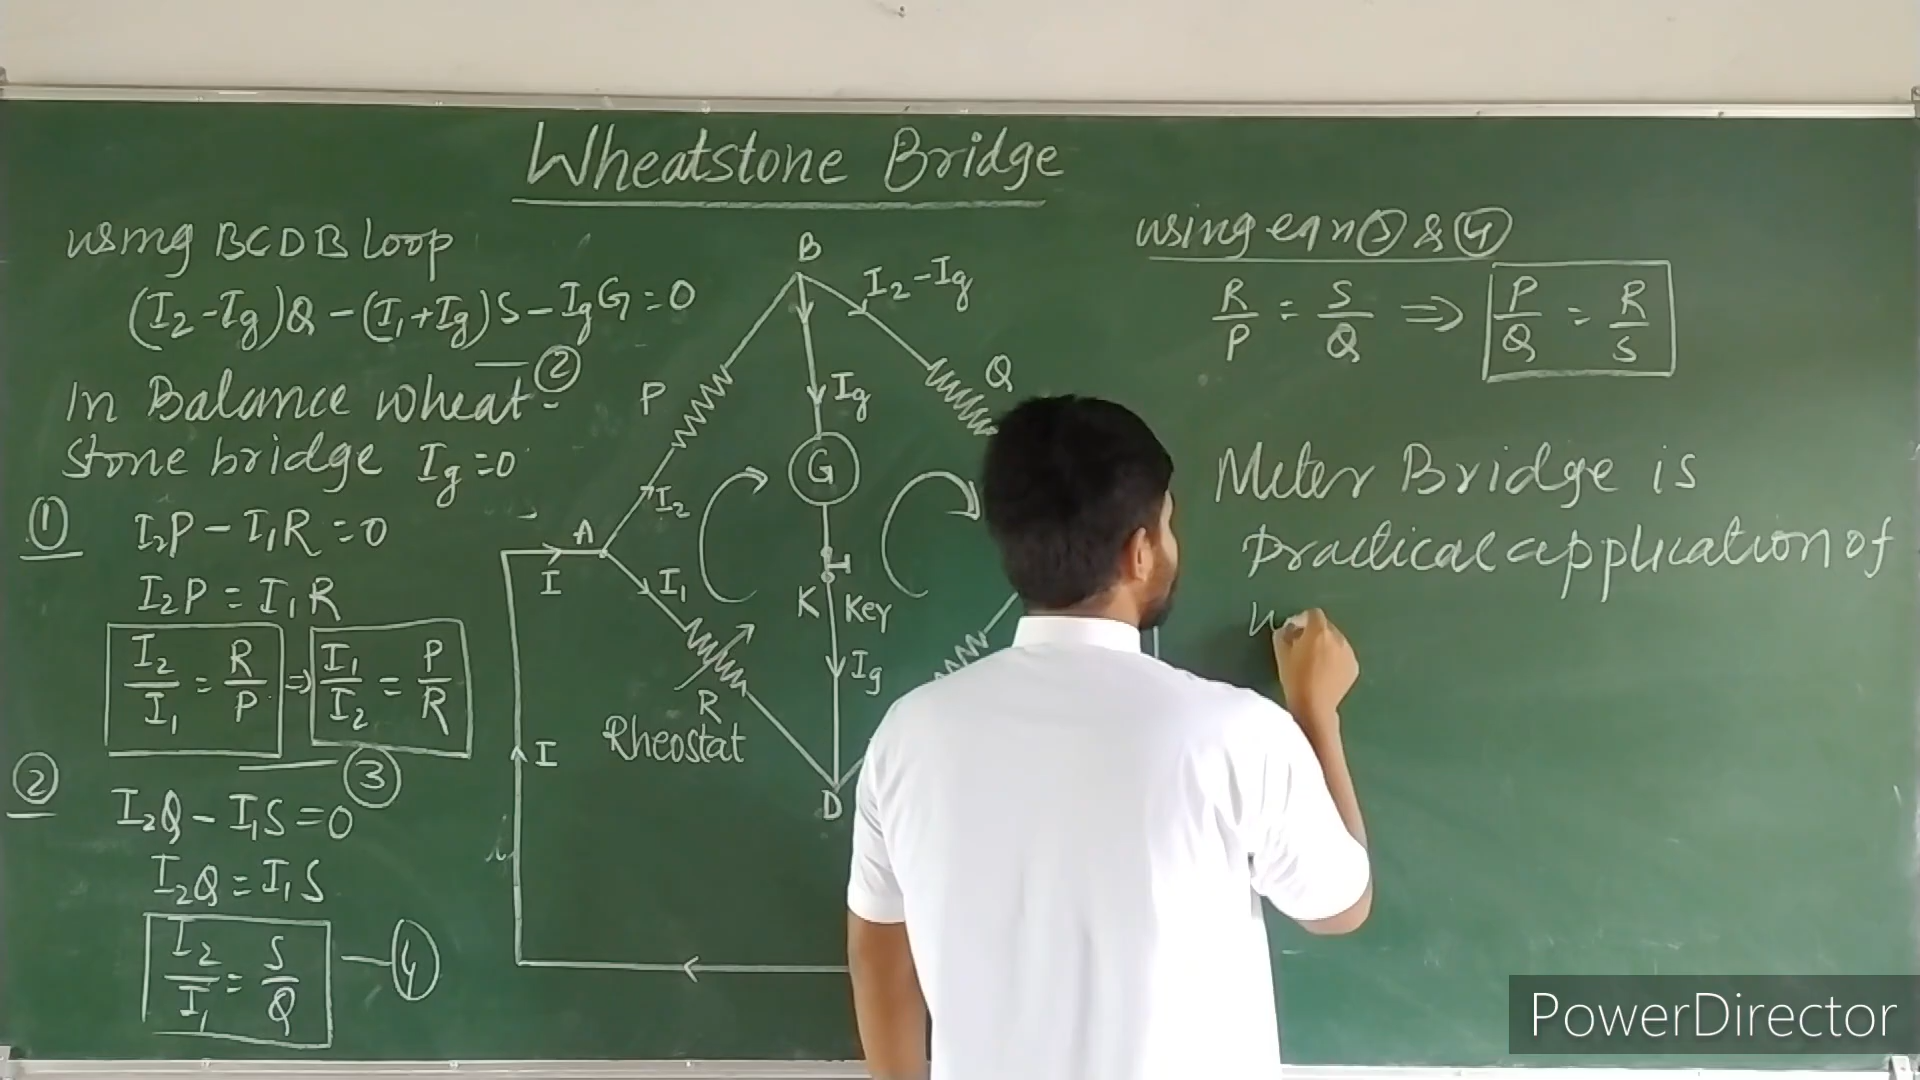 Wheatstone Bridge
using BCDB loop
(I₂-Ig)Q-(I₁+Ig)S-IgG=0
— ②
In Balance wheat-
stone bridge Ig=0
① I₂P-I₁R=0
I₂P=I₁R
I₂/I₁ = R/P ⇒ I₁/I₂ = P/R
— ③
② I₂Q-I₁S=0
I₂Q=I₁S
I₂/I₁ = S/Q — ④
B
I₂-Ig
P
Q
Ig
G
I₂
A
I
I₁
K Key
Ig
R
Rheostat
I
D
using eqn ③ & ④
R/P = S/Q ⇒ P/Q = R/S
Meter Bridge is
practical application of
PowerDirector